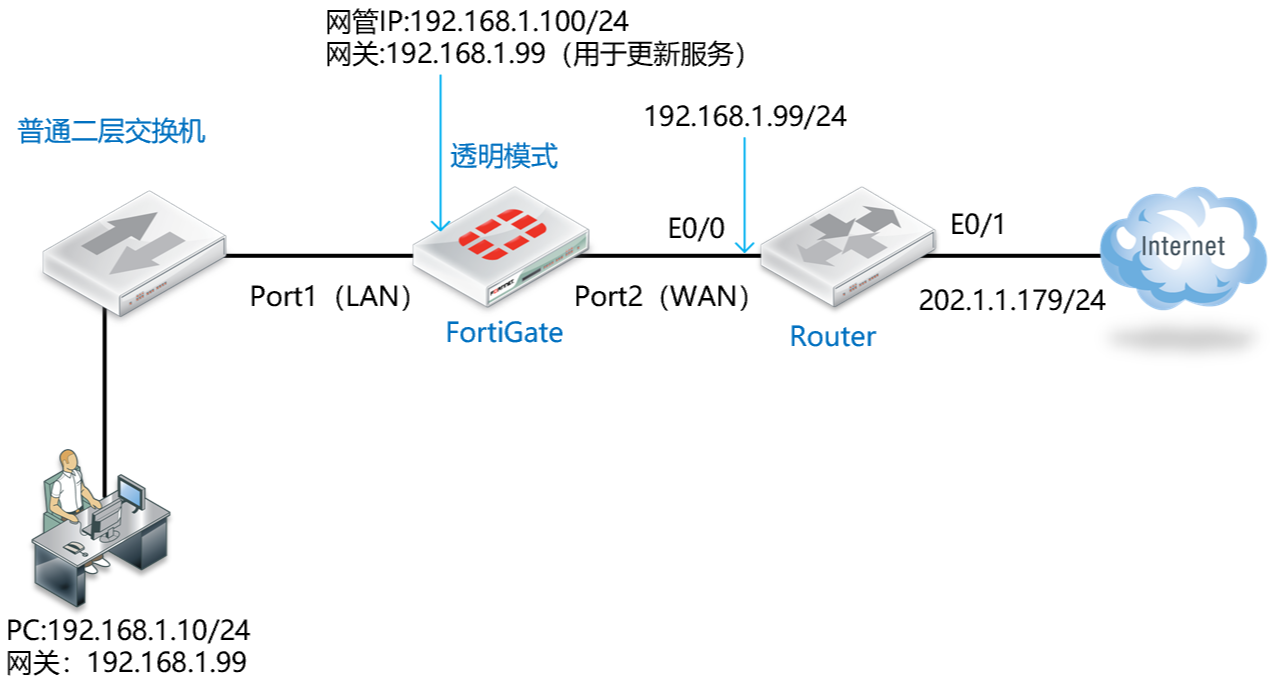 网管IP:192.168.1.100/24
网关:192.168.1.99（用于更新服务）
192.168.1.99/24
普通二层交换机
透明模式
E0/0
E0/1
Internet
Port1（LAN）
FORTINET
Port2（WAN）
202.1.1.179/24
FortiGate
Router
PC:192.168.1.10/24
网关：192.168.1.99